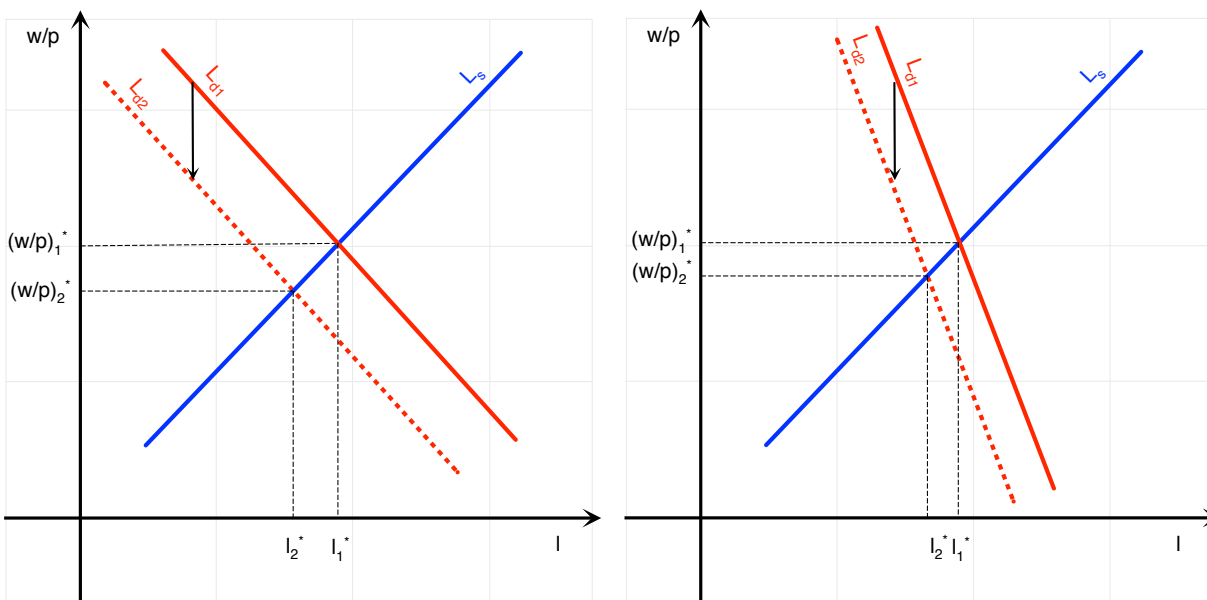 w/p
L_d2
L_d1
L_s
(w/p)_1^*
(w/p)_2^*
l_2^*
l_1^*
l
w/p
L_d2
L_d1
L_s
(w/p)_1^*
(w/p)_2^*
l_2^*
l_1^*
l